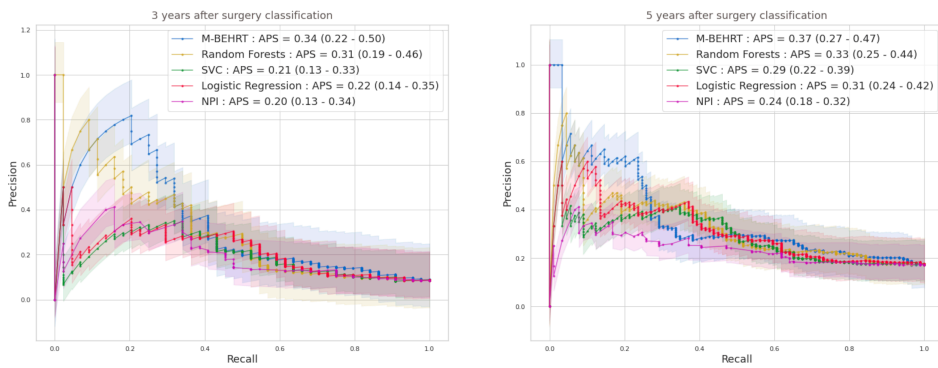 3 years after surgery classification
M-BEHRT : APS = 0.34 (0.22 - 0.50)
Random Forests : APS = 0.31 (0.19 - 0.46)
SVC : APS = 0.21 (0.13 - 0.33)
Logistic Regression : APS = 0.22 (0.14 - 0.35)
NPI : APS = 0.20 (0.13 - 0.34)
Precision
1.2
1.0
0.8
0.6
0.4
0.2
0.0
0.0 0.2 0.4 0.6 0.8 1.0
Recall
5 years after surgery classification
M-BEHRT : APS = 0.37 (0.27 - 0.47)
Random Forests : APS = 0.33 (0.25 - 0.44)
SVC : APS = 0.29 (0.22 - 0.39)
Logistic Regression : APS = 0.31 (0.24 - 0.42)
NPI : APS = 0.24 (0.18 - 0.32)
Precision
1.0
0.8
0.6
0.4
0.2
0.0
0.0 0.2 0.4 0.6 0.8 1.0
Recall